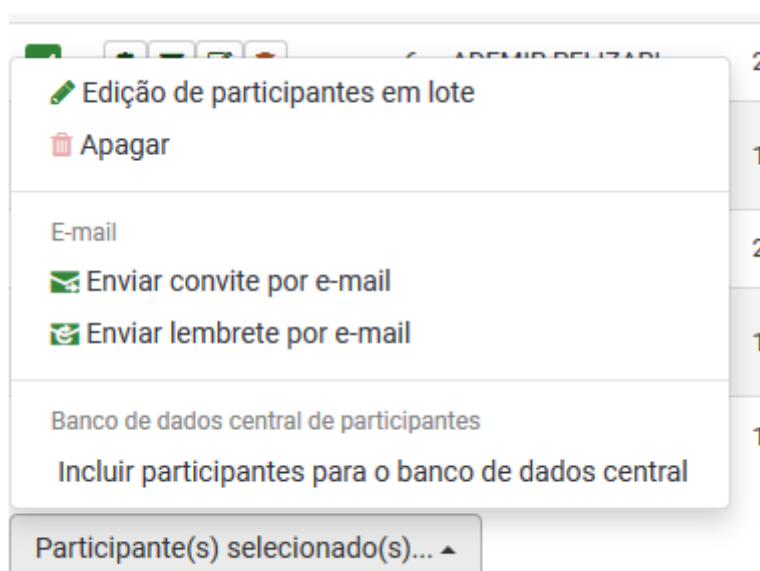 Edição de participantes em lote
Apagar
E-mail
Enviar convite por e-mail
Enviar lembrete por e-mail
Banco de dados central de participantes
Incluir participantes para o banco de dados central
Participante(s) selecionado(s)...